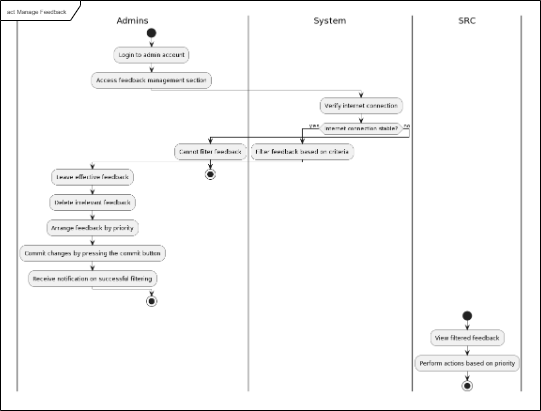 act Manage Feedback
Admins
System
SRC
Login to admin account
Access feedback management section
Verify internet connection
yes
Internet connection stable?
no
Cannot filter feedback
Filter feedback based on criteria
Leave effective feedback
Delete irrelevant feedback
Arrange feedback by priority
Commit changes by pressing the commit button
Receive notification on successful filtering
View filtered feedback
Perform actions based on priority